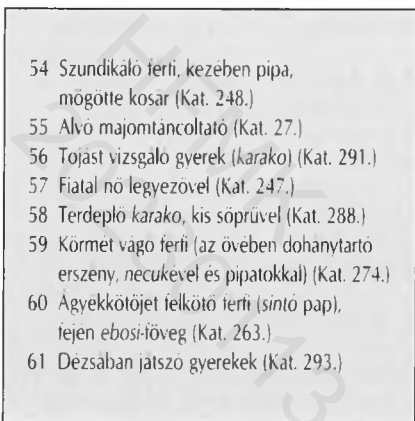 54 Szundikáló férfi, kezében pipa,
mögötte kosár (Kat. 248.)
55 Alvó majomtáncoltató (Kat. 27.)
56 Tojást vizsgáló gyerek (karako) (Kat. 291.)
57 Fiatal nő legyezővel (Kat. 247.)
58 Térdeplő karako, kis söprűvel (Kat. 288.)
59 Körmét vágó férfi (az övében dohánytartó
erszény, necukével és pipatokkal) (Kat. 274.)
60 Ágyékkötőjét felkötő férfi (sintó pap),
fején ebosi-föveg (Kat. 263.)
61 Dézsában játszó gyerekek (Kat. 293.)